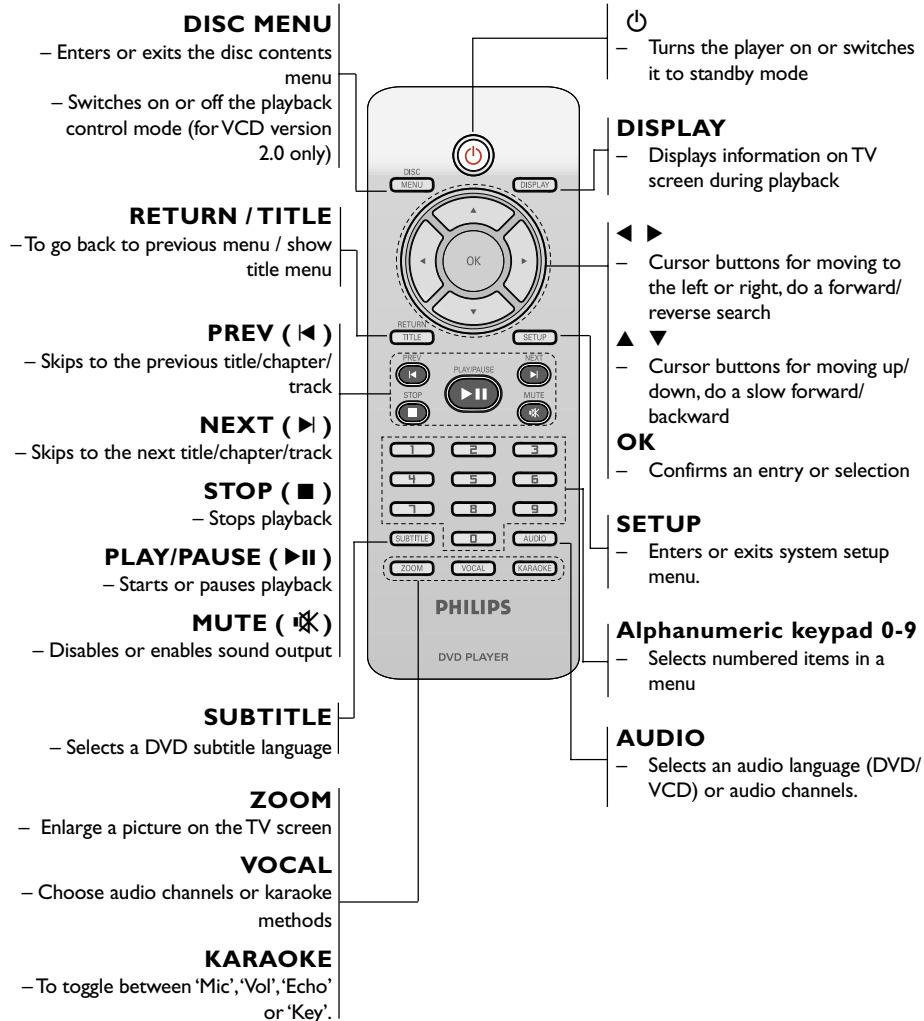 DISC MENU
– Enters or exits the disc contents
menu
– Switches on or off the playback
control mode (for VCD version
2.0 only)
RETURN / TITLE
– To go back to previous menu / show
title menu
PREV ( )
– Skips to the previous title/chapter/
track
NEXT ( )
– Skips to the next title/chapter/track
STOP ( ■ )
– Stops playback
PLAY/PAUSE ( )
– Starts or pauses playback
MUTE ( )
– Disables or enables sound output
SUBTITLE
– Selects a DVD subtitle language
ZOOM
– Enlarge a picture on the TV screen
VOCAL
– Choose audio channels or karaoke
methods
KARAOKE
– To toggle between ‘Mic’, ‘Vol’, ‘Echo’
or ‘Key’.
DISC
MENU
DISPLAY
OK
RETURN
TITLE
SETUP
PREV
PLAY/PAUSE
NEXT
STOP
MUTE
1 2 3
4 5 6
7 8 9
SUBTITLE 0 AUDIO
ZOOM VOCAL KARAOKE
PHILIPS
DVD PLAYER
– Turns the player on or switches
it to standby mode
DISPLAY
– Displays information on TV
screen during playback
◀ ▶
– Cursor buttons for moving to
the left or right, do a forward/
reverse search
▲ ▼
– Cursor buttons for moving up/
down, do a slow forward/
backward
OK
– Confirms an entry or selection
SETUP
– Enters or exits system setup
menu.
Alphanumeric keypad 0-9
– Selects numbered items in a
menu
AUDIO
– Selects an audio language (DVD/
VCD) or audio channels.